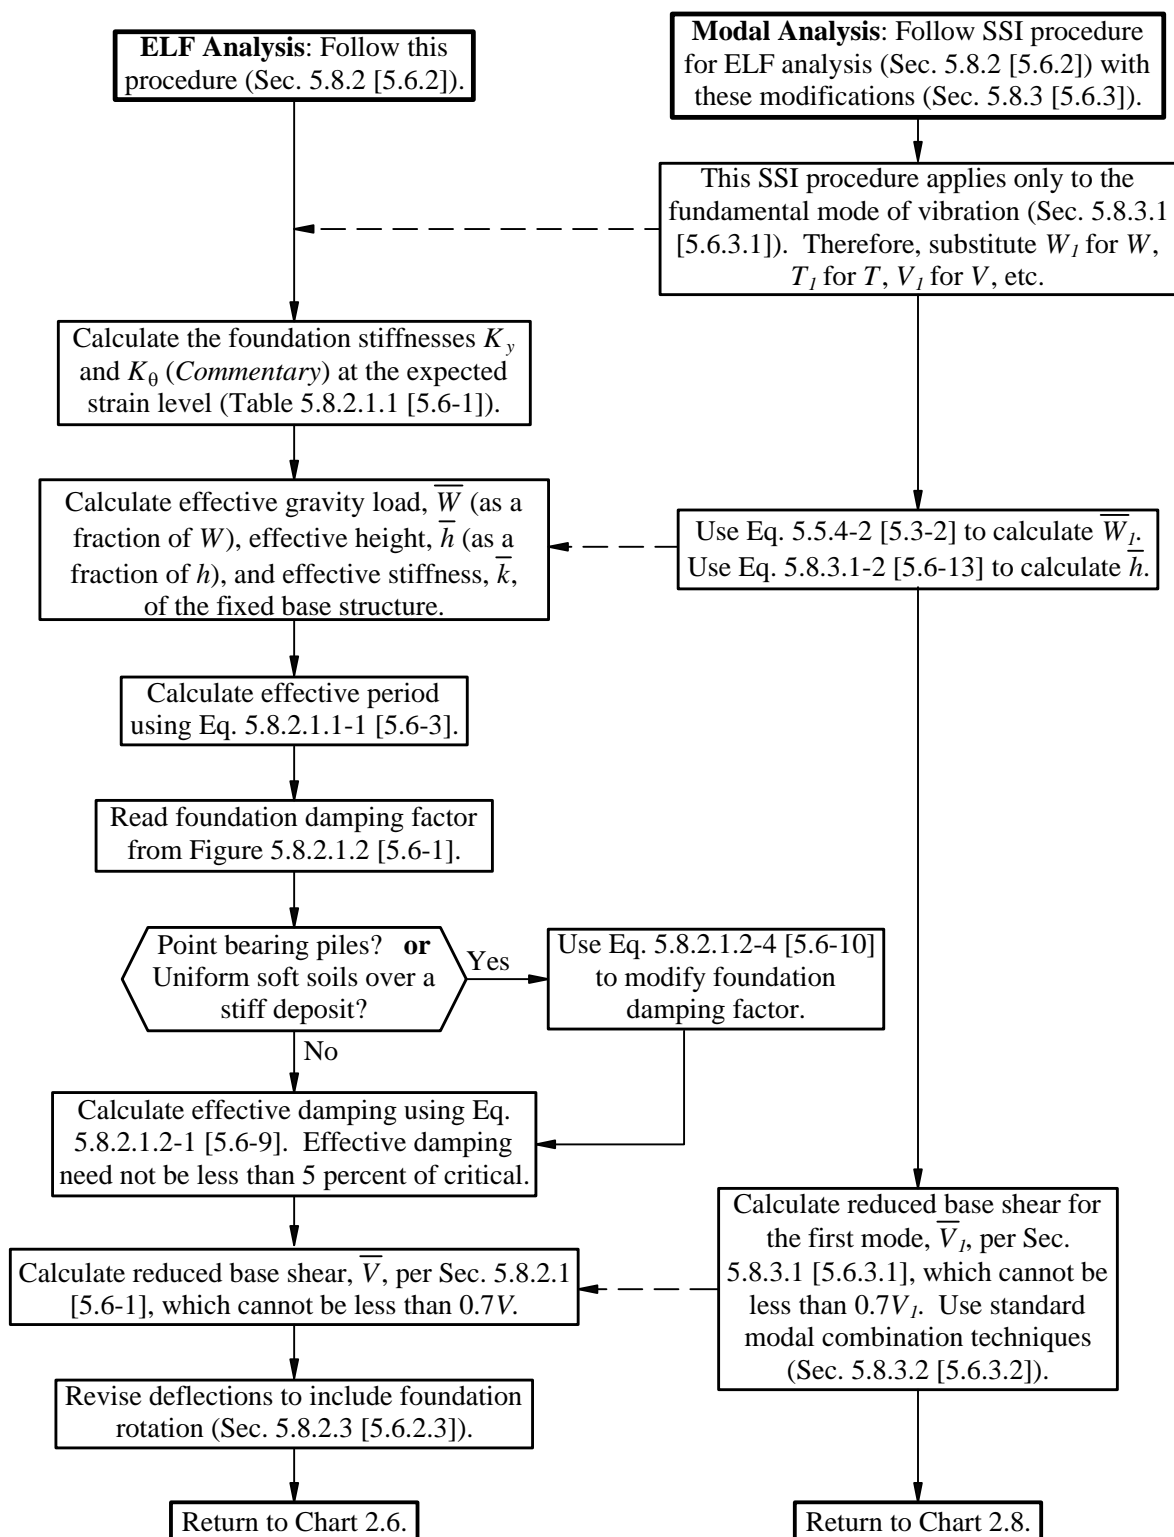 ELF Analysis: Follow this
procedure (Sec. 5.8.2 [5.6.2]).
Modal Analysis: Follow SSI procedure
for ELF analysis (Sec. 5.8.2 [5.6.2]) with
these modifications (Sec. 5.8.3 [5.6.3]).
This SSI procedure applies only to the
fundamental mode of vibration (Sec. 5.8.3.1
[5.6.3.1]). Therefore, substitute W₁ for W,
T₁ for T, V₁ for V, etc.
Calculate the foundation stiffnesses K_y
and K_θ (Commentary) at the expected
strain level (Table 5.8.2.1.1 [5.6-1]).
Calculate effective gravity load, W̅ (as a
fraction of W), effective height, h̅ (as a
fraction of h), and effective stiffness, k̅,
of the fixed base structure.
Use Eq. 5.5.4-2 [5.3-2] to calculate W̅₁.
Use Eq. 5.8.3.1-2 [5.6-13] to calculate h̅.
Calculate effective period
using Eq. 5.8.2.1.1-1 [5.6-3].
Read foundation damping factor
from Figure 5.8.2.1.2 [5.6-1].
Point bearing piles? or
Uniform soft soils over a
stiff deposit?
Yes
Use Eq. 5.8.2.1.2-4 [5.6-10]
to modify foundation
damping factor.
No
Calculate effective damping using Eq.
5.8.2.1.2-1 [5.6-9]. Effective damping
need not be less than 5 percent of critical.
Calculate reduced base shear, V̅, per Sec. 5.8.2.1
[5.6-1], which cannot be less than 0.7V.
Calculate reduced base shear for
the first mode, V̅₁, per Sec.
5.8.3.1 [5.6.3.1], which cannot be
less than 0.7V₁. Use standard
modal combination techniques
(Sec. 5.8.3.2 [5.6.3.2]).
Revise deflections to include foundation
rotation (Sec. 5.8.2.3 [5.6.2.3]).
Return to Chart 2.6.
Return to Chart 2.8.